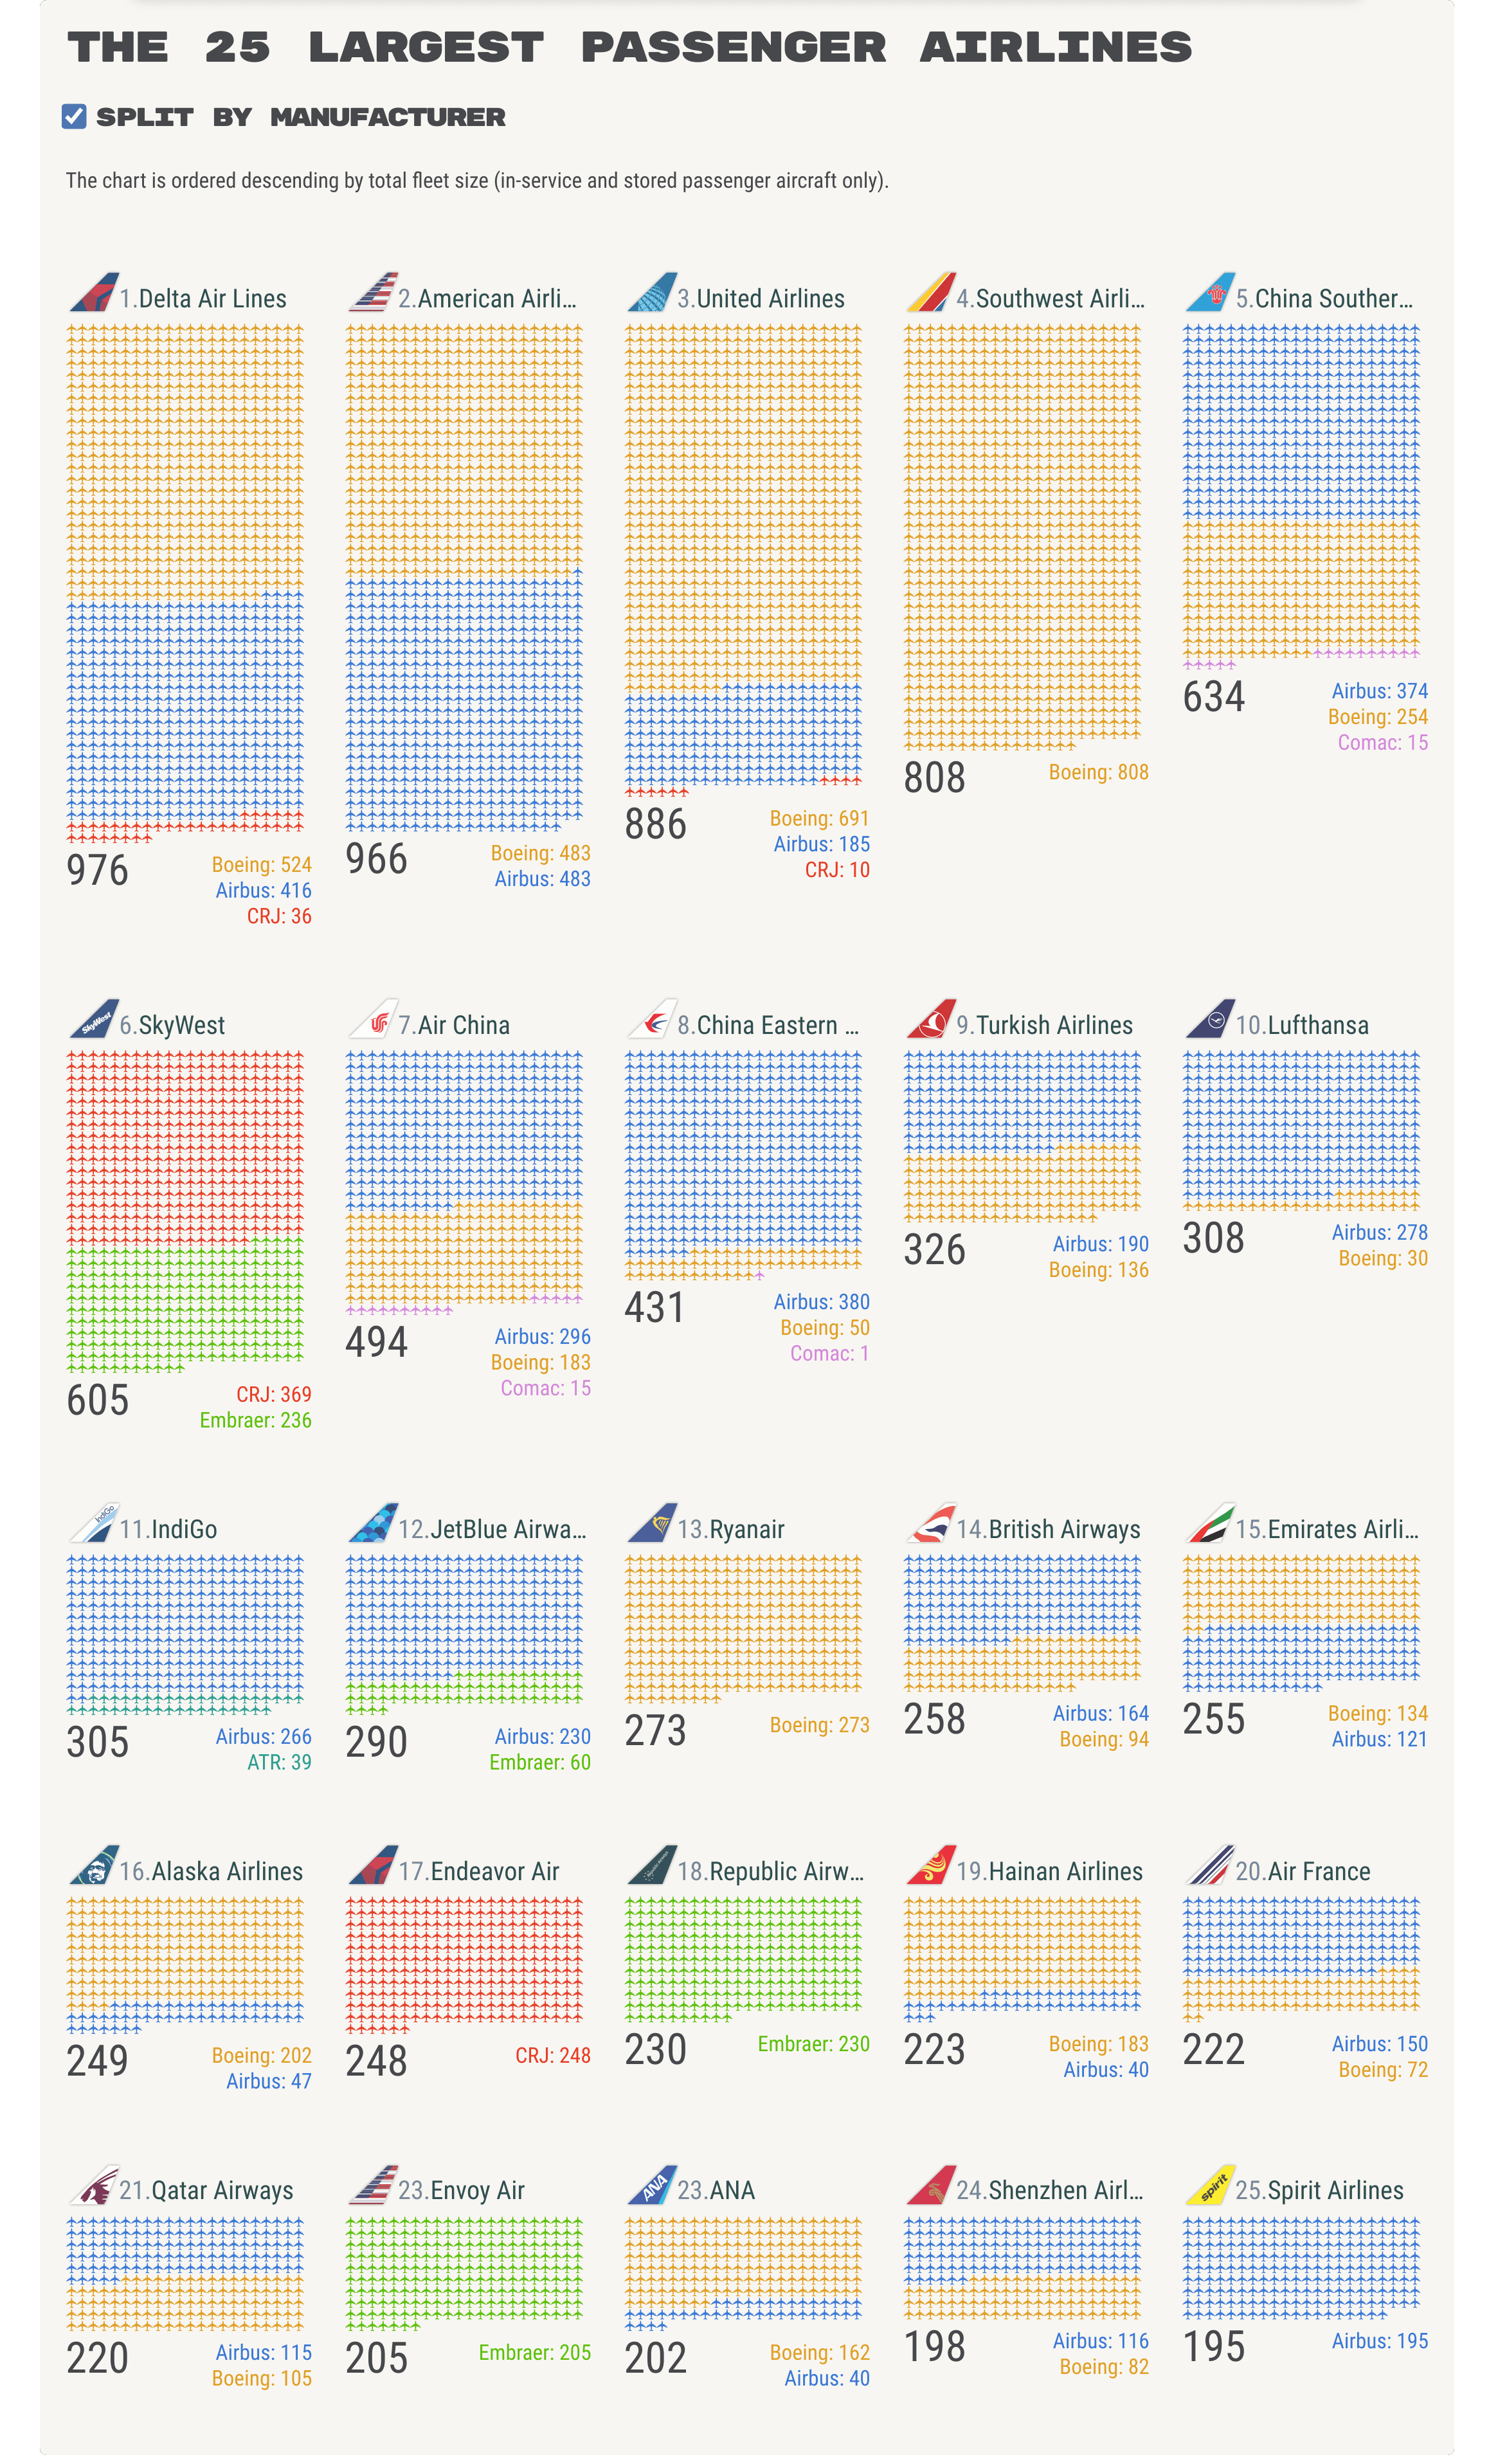 THE 25 LARGEST PASSENGER AIRLINES
SPLIT BY MANUFACTURER
The chart is ordered descending by total fleet size (in-service and stored passenger aircraft only).
1.Delta Air Lines
976
Boeing: 524
Airbus: 416
CRJ: 36
2.American Airli...
966
Boeing: 483
Airbus: 483
3.United Airlines
886
Boeing: 691
Airbus: 185
CRJ: 10
4.Southwest Airli...
808
Boeing: 808
5.China Souther...
634
Airbus: 374
Boeing: 254
Comac: 15
SkyWest
6.SkyWest
605
CRJ: 369
Embraer: 236
7.Air China
494
Airbus: 296
Boeing: 183
Comac: 15
8.China Eastern ...
431
Airbus: 380
Boeing: 50
Comac: 1
9.Turkish Airlines
326
Airbus: 190
Boeing: 136
10.Lufthansa
308
Airbus: 278
Boeing: 30
IndiGo
11.IndiGo
305
Airbus: 266
ATR: 39
12.JetBlue Airwa...
290
Airbus: 230
Embraer: 60
13.Ryanair
273
Boeing: 273
14.British Airways
258
Airbus: 164
Boeing: 94
15.Emirates Airli...
255
Boeing: 134
Airbus: 121
16.Alaska Airlines
249
Boeing: 202
Airbus: 47
17.Endeavor Air
248
CRJ: 248
18.Republic Airw...
230
Embraer: 230
19.Hainan Airlines
223
Boeing: 183
Airbus: 40
20.Air France
222
Airbus: 150
Boeing: 72
21.Qatar Airways
220
Airbus: 115
Boeing: 105
23.Envoy Air
205
Embraer: 205
ANA
23.ANA
202
Boeing: 162
Airbus: 40
24.Shenzhen Airl...
198
Airbus: 116
Boeing: 82
spirit
25.Spirit Airlines
195
Airbus: 195